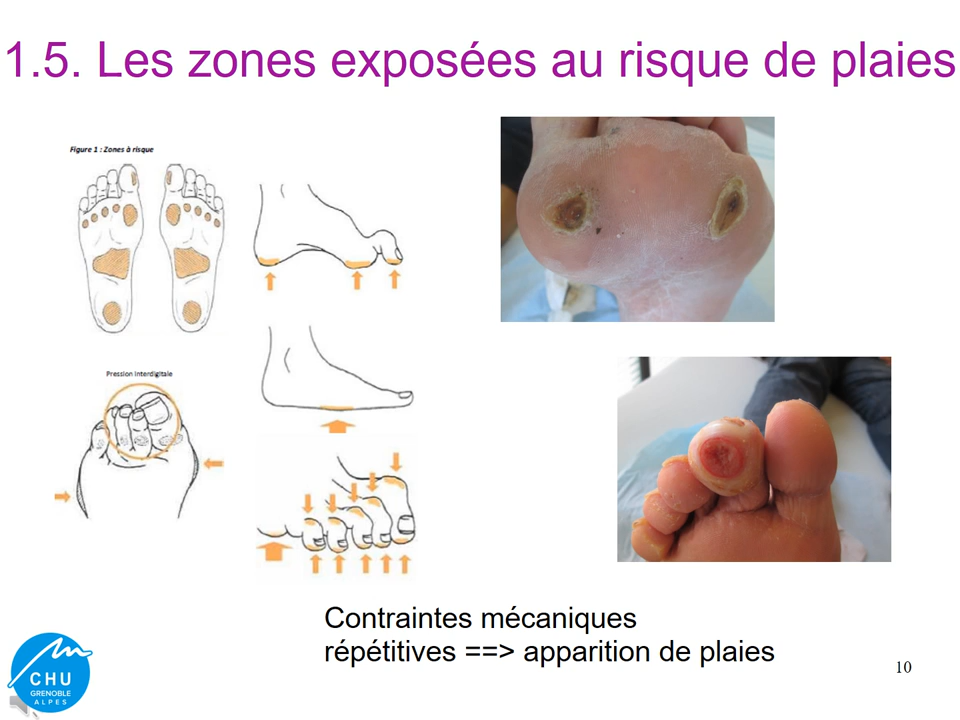 1.5. Les zones exposées au risque de plaies
Figure 1 : Zones à risque
Pression interdigitale
Contraintes mécaniques
répétitives ==> apparition de plaies
CHU
GRENOBLE
ALPES
10